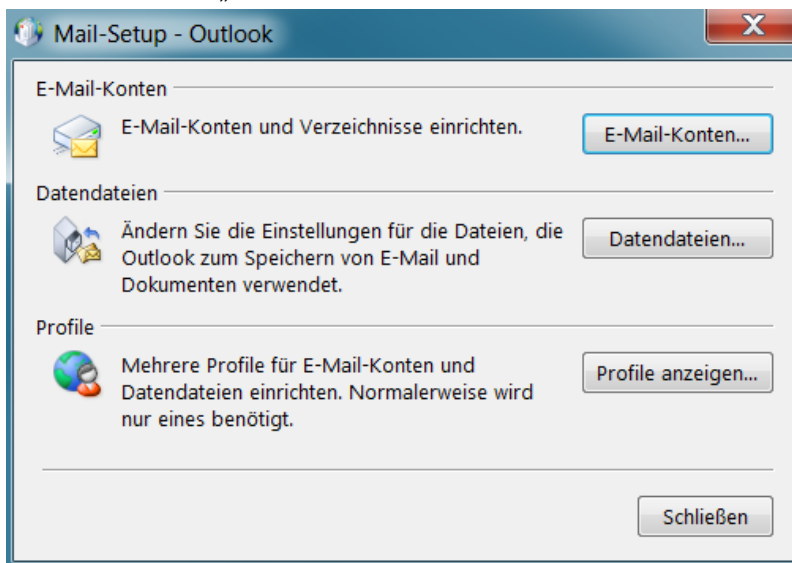 „
Mail-Setup - Outlook
E-Mail-Konten
E-Mail-Konten und Verzeichnisse einrichten.
E-Mail-Konten...
Datendateien
Ändern Sie die Einstellungen für die Dateien, die
Outlook zum Speichern von E-Mail und
Dokumenten verwendet.
Datendateien...
Profile
Mehrere Profile für E-Mail-Konten und
Datendateien einrichten. Normalerweise wird
nur eines benötigt.
Profile anzeigen...
Schließen